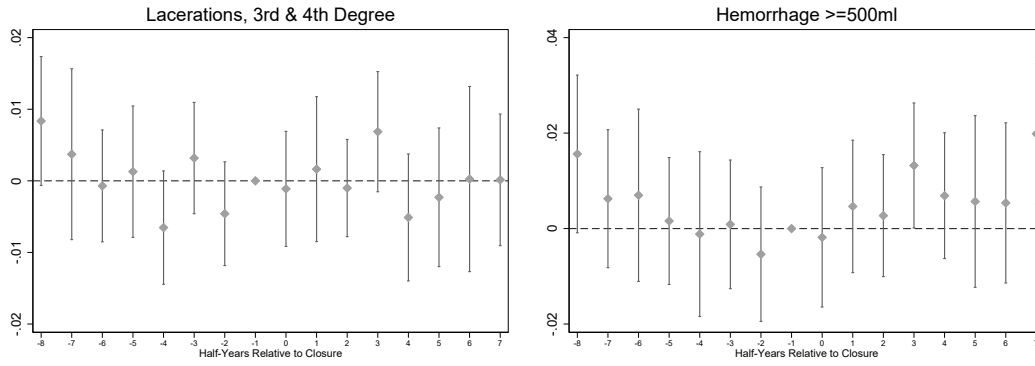 Lacerations, 3rd & 4th Degree
.02
.01
0
-.01
-.02
-8 -7 -6 -5 -4 -3 -2 -1 0 1 2 3 4 5 6 7
Half-Years Relative to Closure
Hemorrhage >=500ml
.04
.02
0
-.02
-8 -7 -6 -5 -4 -3 -2 -1 0 1 2 3 4 5 6
Half-Years Relative to Closure